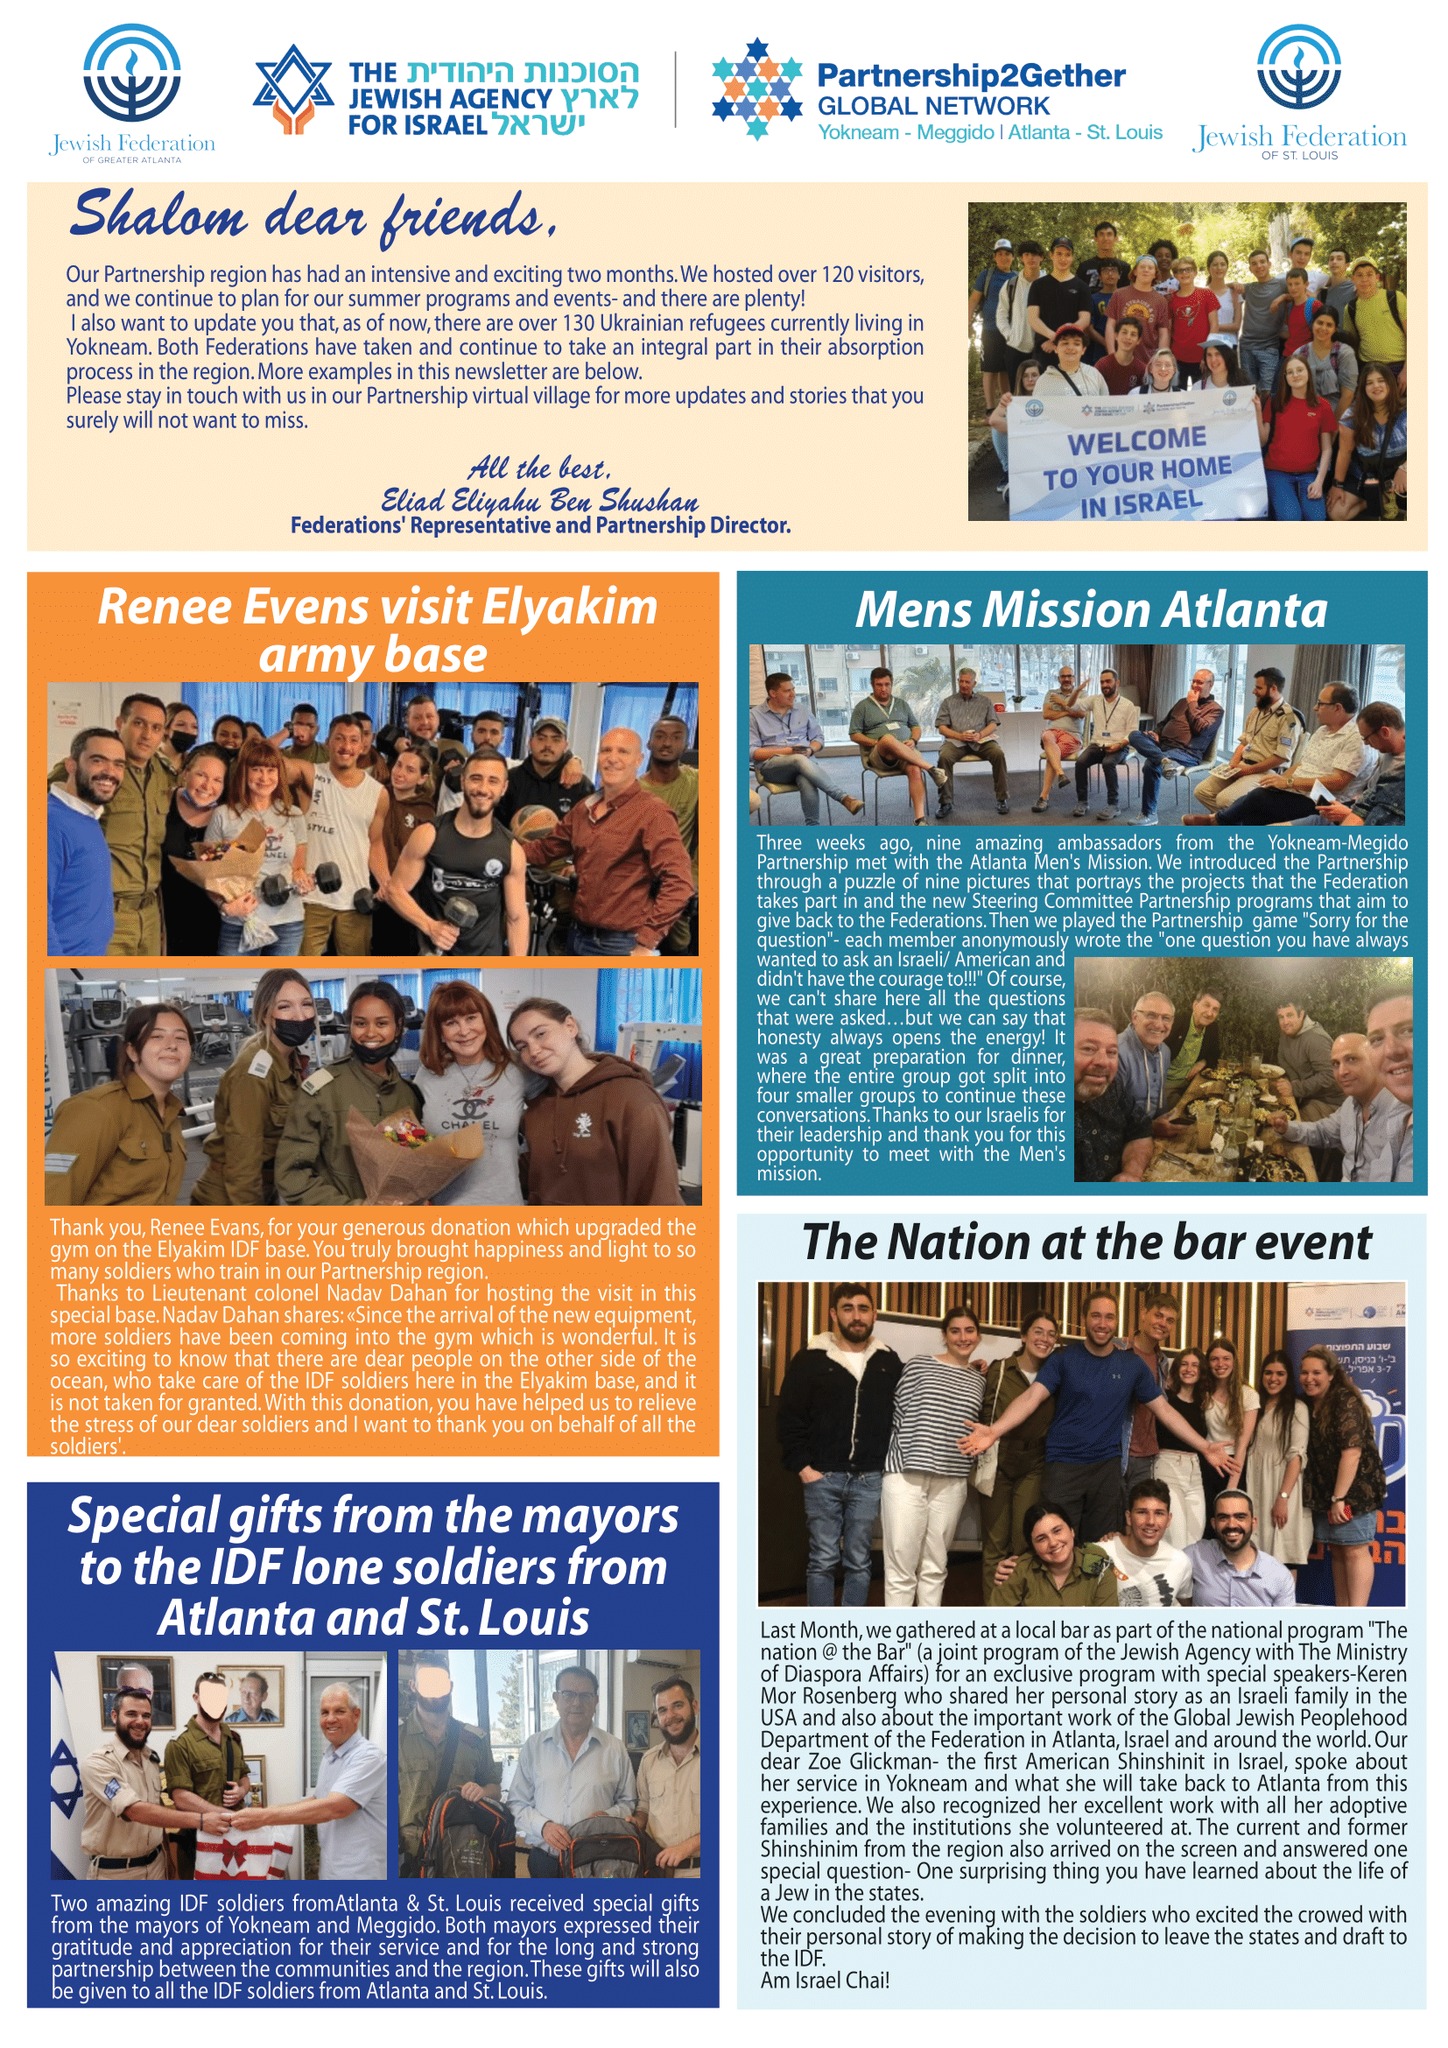 Jewish Federation
OF GREATER ATLANTA
THE
JEWISH AGENCY
FOR ISRAEL
הסוכנות היהודית
לארץ
ישראל
Partnership2Gether
GLOBAL NETWORK
Yokneam - Meggido | Atlanta - St. Louis
Jewish Federation
OF ST. LOUIS
Shalom dear friends,
Our Partnership region has had an intensive and exciting two months. We hosted over 120 visitors,
and we continue to plan for our summer programs and events- and there are plenty!
I also want to update you that, as of now, there are over 130 Ukrainian refugees currently living in
Yokneam. Both Federations have taken and continue to take an integral part in their absorption
process in the region. More examples in this newsletter are below.
Please stay in touch with us in our Partnership virtual village for more updates and stories that you
surely will not want to miss.
All the best,
Eliad Eliyahu Ben Shushan
Federations' Representative and Partnership Director.
WELCOME
TO YOUR HOME
IN ISRAEL
Renee Evens visit Elyakim
army base
STYLE
CHANEL
Thank you, Renee Evans, for your generous donation which upgraded the
gym on the Elyakim IDF base. You truly brought happiness and light to so
many soldiers who train in our Partnership region.
Thanks to Lieutenant colonel Nadav Dahan for hosting the visit in this
special base. Nadav Dahan shares: «Since the arrival of the new equipment,
more soldiers have been coming into the gym which is wonderful. It is
so exciting to know that there are dear people on the other side of the
ocean, who take care of the IDF soldiers here in the Elyakim base, and it
is not taken for granted. With this donation, you have helped us to relieve
the stress of our dear soldiers and I want to thank you on behalf of all the
soldiers'.
Special gifts from the mayors
to the IDF lone soldiers from
Atlanta and St. Louis
Two amazing IDF soldiers fromAtlanta & St. Louis received special gifts
from the mayors of Yokneam and Meggido. Both mayors expressed their
gratitude and appreciation for their service and for the long and strong
partnership between the communities and the region. These gifts will also
be given to all the IDF soldiers from Atlanta and St. Louis.
Mens Mission Atlanta
Three weeks ago, nine amazing ambassadors from the Yokneam-Megido
Partnership met with the Atlanta Men's Mission. We introduced the Partnership
through a puzzle of nine pictures that portrays the projects that the Federation
takes part in and the new Steering Committee Partnership programs that aim to
give back to the Federations. Then we played the Partnership game "Sorry for the
question"- each member anonymously wrote the "one question you have always
wanted to ask an Israeli/ American and
didn't have the courage to!!!" Of course,
we can't share here all the questions
that were asked...but we can say that
honesty always opens the energy! It
was a great preparation for dinner,
where the entire group got split into
four smaller groups to continue these
conversations. Thanks to our Israelis for
their leadership and thank you for this
opportunity to meet with the Men's
mission.
The Nation at the bar event
שבוע התפוצות
3-7 אפריל
Last Month, we gathered at a local bar as part of the national program "The
nation @ the Bar" (a joint program of the Jewish Agency with The Ministry
of Diaspora Affairs) for an exclusive program with special speakers-Keren
Mor Rosenberg who shared her personal story as an Israeli family in the
USA and also about the important work of the Global Jewish Peoplehood
Department of the Federation in Atlanta, Israel and around the world. Our
dear Zoe Glickman- the first American Shinshinit in Israel, spoke about
her service in Yokneam and what she will take back to Atlanta from this
experience. We also recognized her excellent work with all her adoptive
families and the institutions she volunteered at. The current and former
Shinshinim from the region also arrived on the screen and answered one
special question- One surprising thing you have learned about the life of
a Jew in the states.
We concluded the evening with the soldiers who excited the crowed with
their personal story of making the decision to leave the states and draft to
the IDF.
Am Israel Chai!